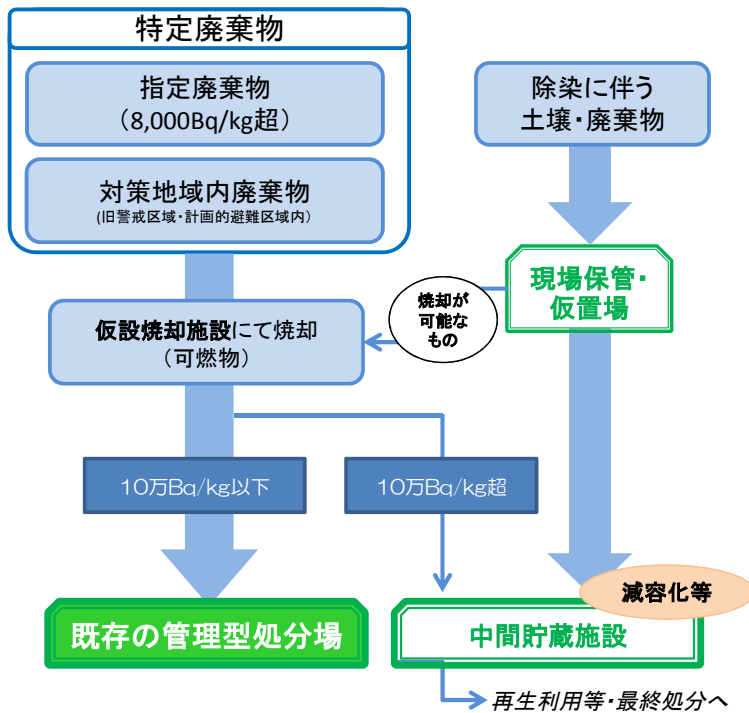 特定廃棄物
指定廃棄物
（8,000Bq/kg超）
対策地域内廃棄物
(旧警戒区域・計画的避難区域内)
除染に伴う
土壌・廃棄物
現場保管・
仮置場
焼却が
可能な
もの
仮設焼却施設にて焼却
（可燃物）
10万Bq/kg以下
10万Bq/kg超
減容化等
既存の管理型処分場
中間貯蔵施設
再生利用等・最終処分へ